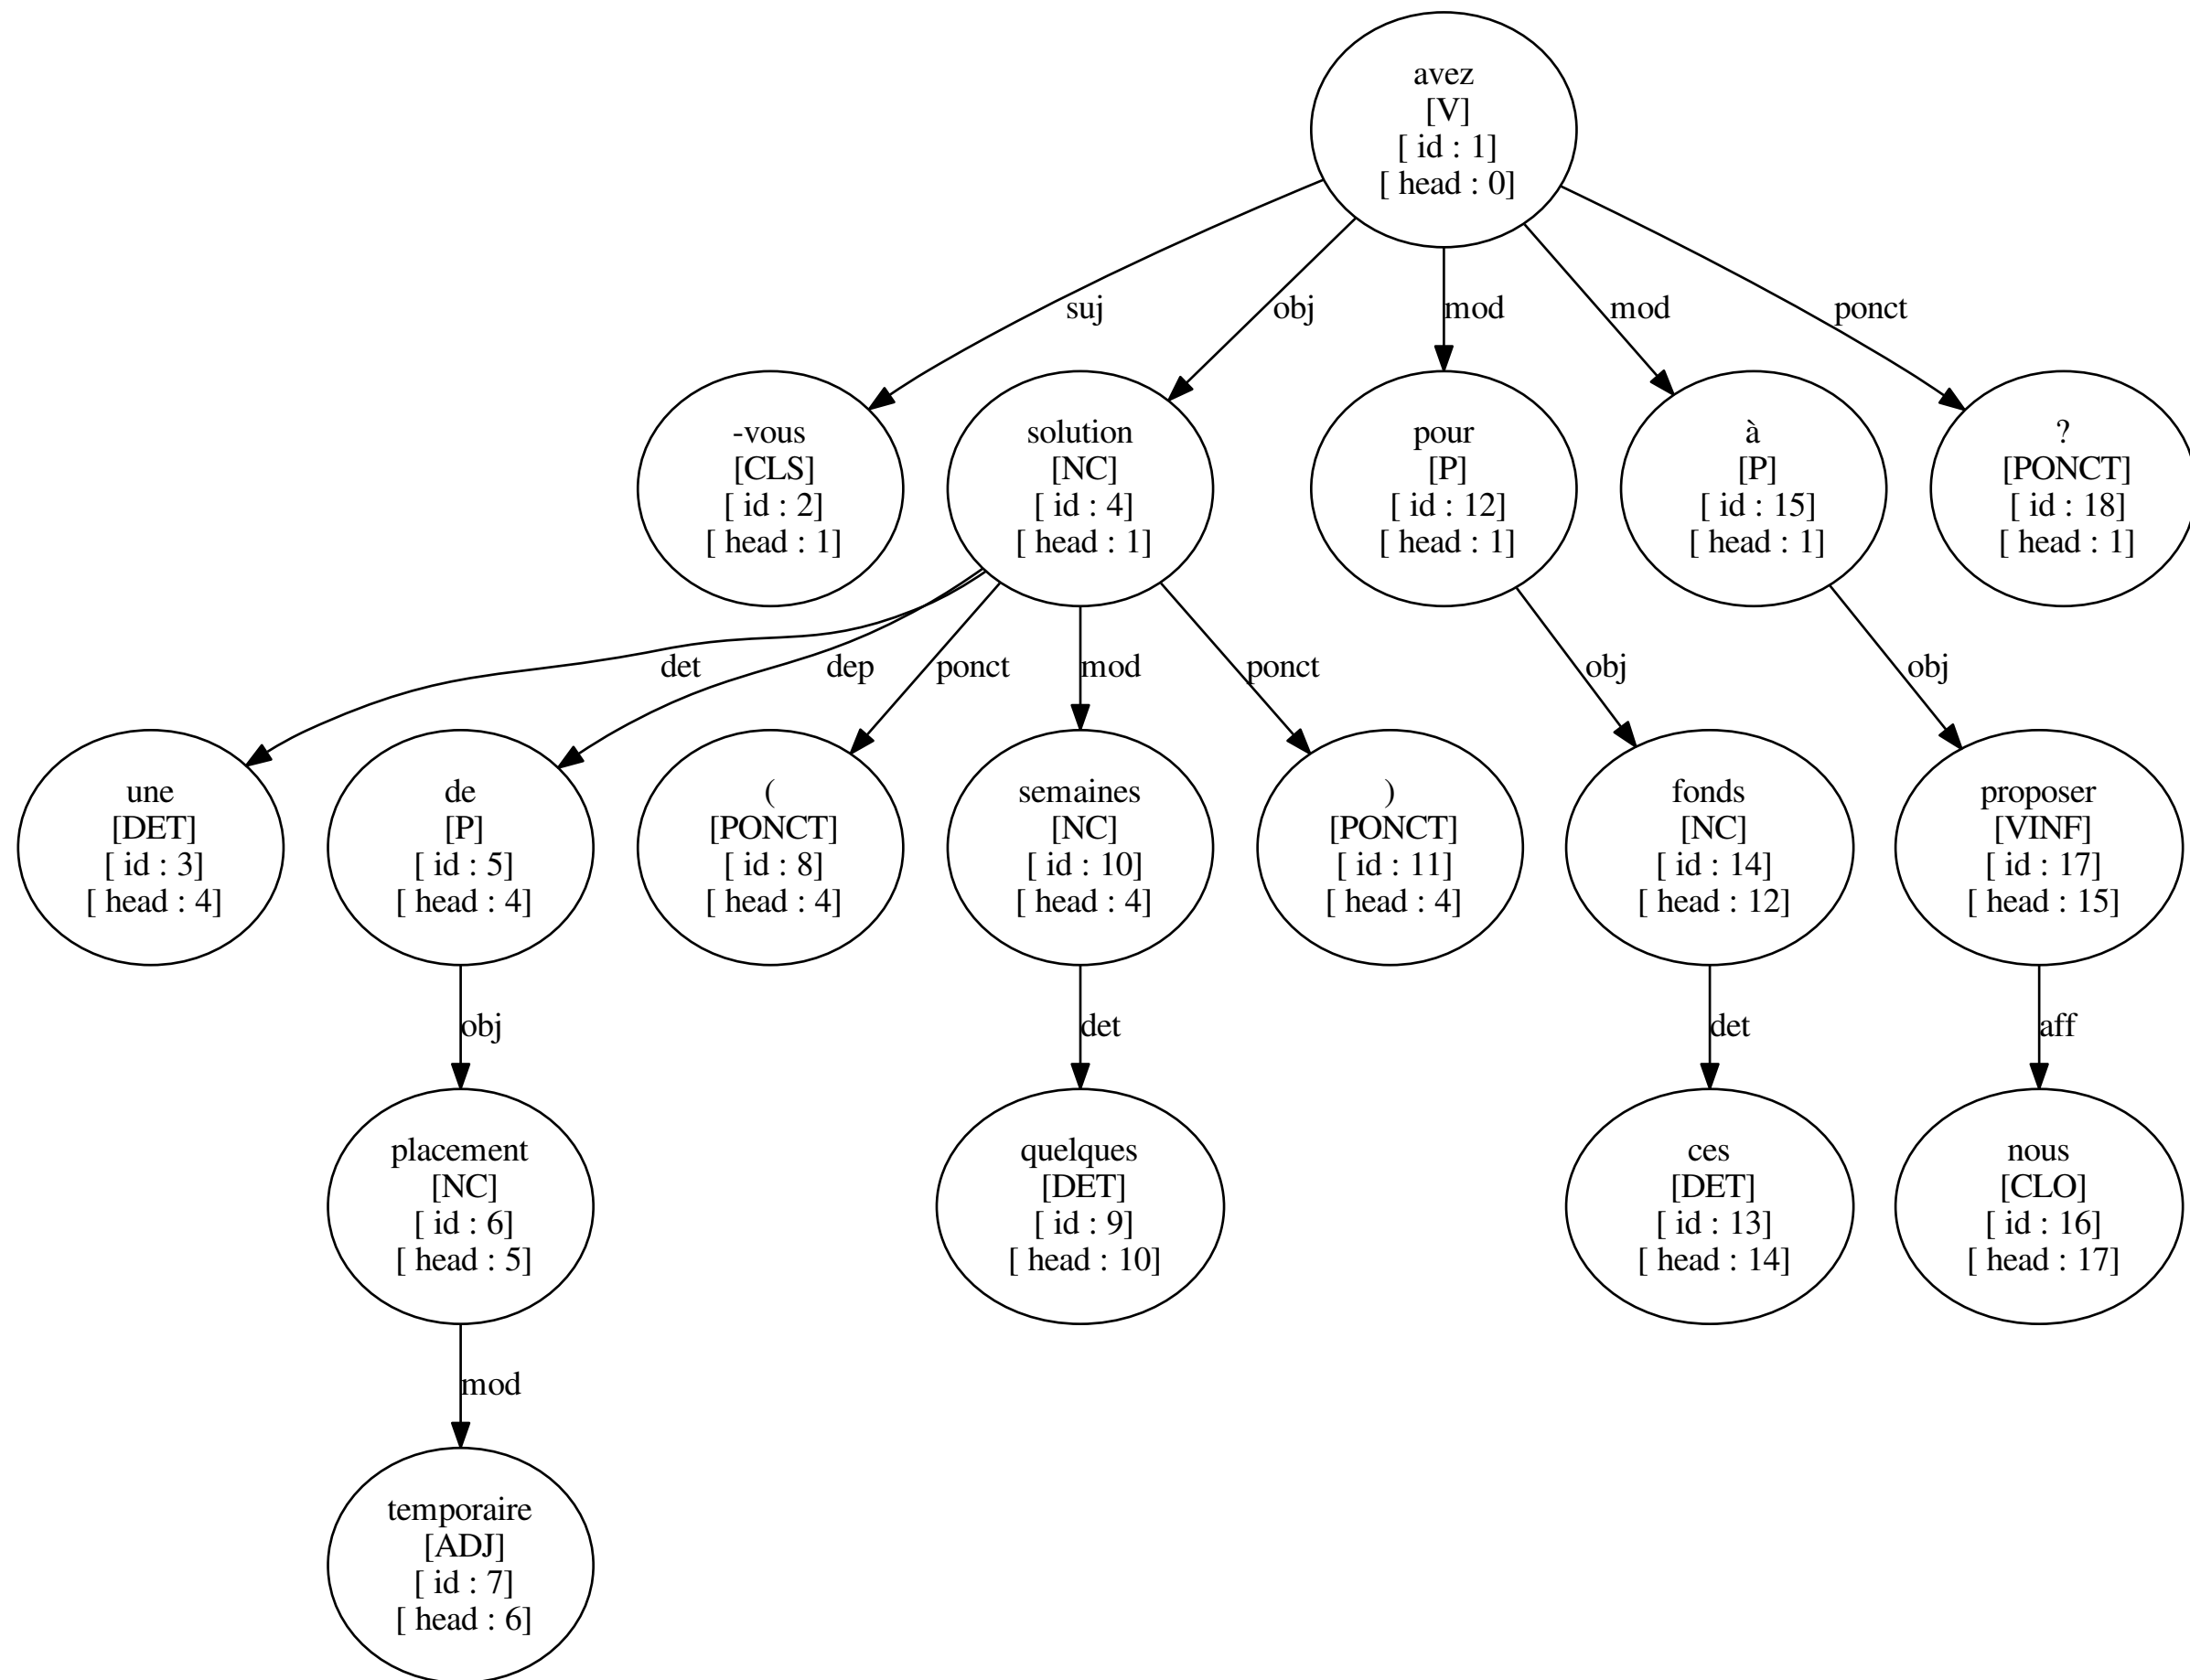 avez
[V]
[ id : 1]
[ head : 0]
suj
obj
mod
mod
ponct
-vous
[CLS]
[ id : 2]
[ head : 1]
solution
[NC]
[ id : 4]
[ head : 1]
pour
[P]
[ id : 12]
[ head : 1]
à
[P]
[ id : 15]
[ head : 1]
?
[PONCT]
[ id : 18]
[ head : 1]
det
dep
ponct
mod
ponct
obj
obj
une
[DET]
[ id : 3]
[ head : 4]
de
[P]
[ id : 5]
[ head : 4]
(
[PONCT]
[ id : 8]
[ head : 4]
semaines
[NC]
[ id : 10]
[ head : 4]
)
[PONCT]
[ id : 11]
[ head : 4]
fonds
[NC]
[ id : 14]
[ head : 12]
proposer
[VINF]
[ id : 17]
[ head : 15]
obj
det
det
aff
placement
[NC]
[ id : 6]
[ head : 5]
quelques
[DET]
[ id : 9]
[ head : 10]
ces
[DET]
[ id : 13]
[ head : 14]
nous
[CLO]
[ id : 16]
[ head : 17]
mod
temporaire
[ADJ]
[ id : 7]
[ head : 6]